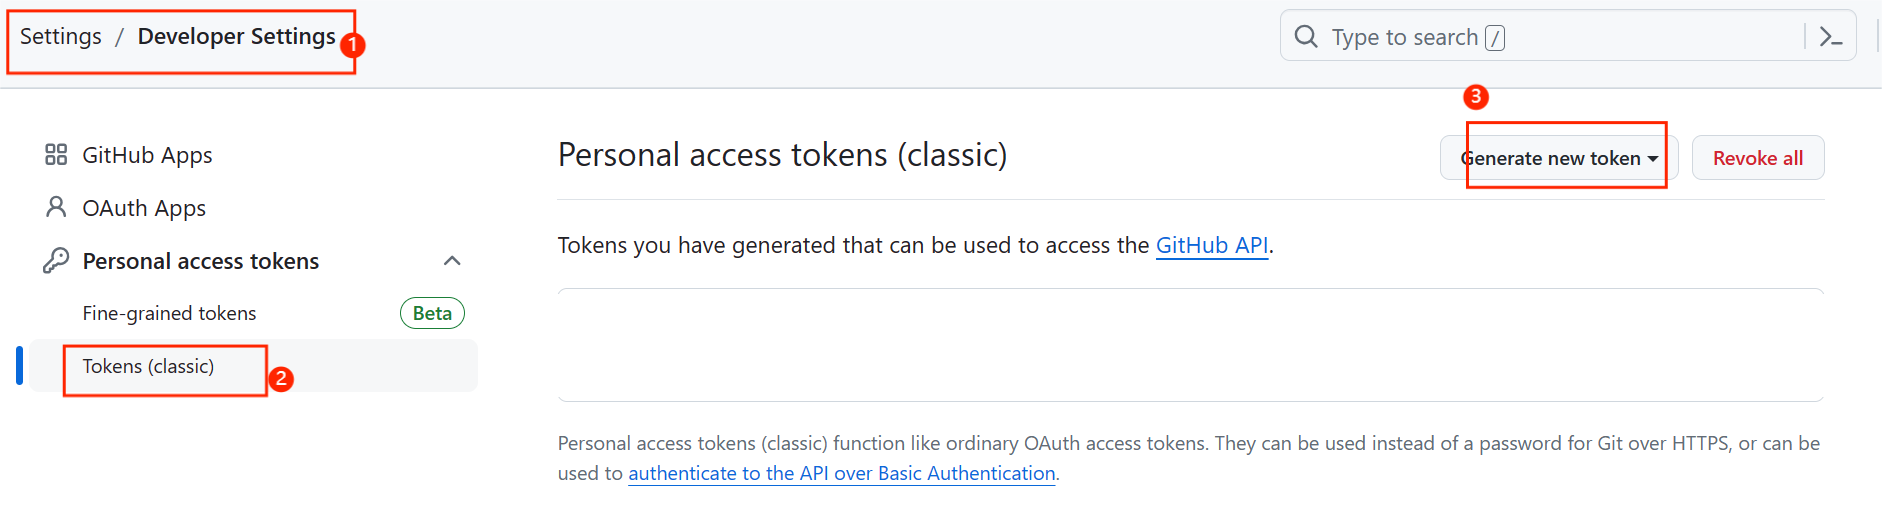 Settings / Developer Settings 1
Type to search /
3
GitHub Apps
OAuth Apps
Personal access tokens
Fine-grained tokens Beta
Tokens (classic) 2
Personal access tokens (classic)
Generate new token
Revoke all
Tokens you have generated that can be used to access the GitHub API.
Personal access tokens (classic) function like ordinary OAuth access tokens. They can be used instead of a password for Git over HTTPS, or can be
used to authenticate to the API over Basic Authentication.